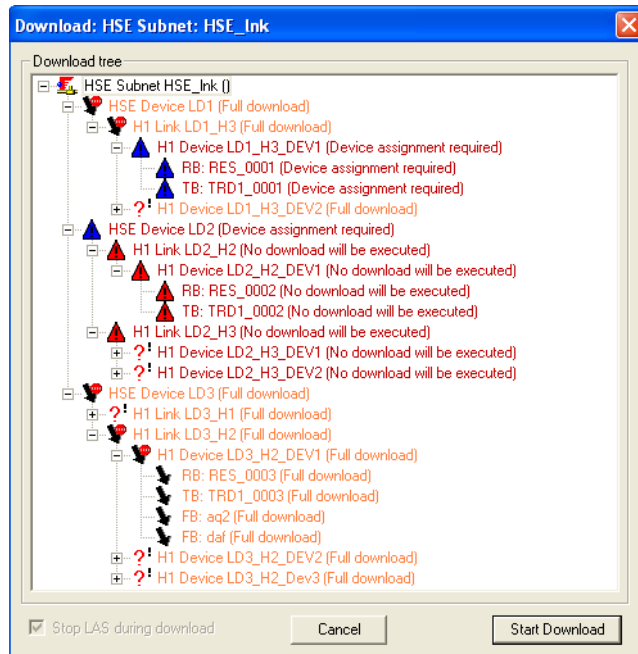 Download: HSE Subnet: HSE_lnk
Download tree
HSE Subnet HSE_lnk ()
HSE Device LD1 (Full download)
H1 Link LD1_H3 (Full download)
H1 Device LD1_H3_DEV1 (Device assignment required)
RB: RES_0001 (Device assignment required)
TB: TRD1_0001 (Device assignment required)
?! H1 Device LD1_H3_DEV2 (Full download)
HSE Device LD2 (Device assignment required)
H1 Link LD2_H2 (No download will be executed)
H1 Device LD2_H2_DEV1 (No download will be executed)
RB: RES_0002 (No download will be executed)
TB: TRD1_0002 (No download will be executed)
H1 Link LD2_H3 (No download will be executed)
?! H1 Device LD2_H3_DEV1 (No download will be executed)
?! H1 Device LD2_H3_DEV2 (No download will be executed)
HSE Device LD3 (Full download)
?! H1 Link LD3_H1 (Full download)
H1 Link LD3_H2 (Full download)
H1 Device LD3_H2_DEV1 (Full download)
RB: RES_0003 (Full download)
TB: TRD1_0003 (Full download)
FB: aq2 (Full download)
FB: daf (Full download)
?! H1 Device LD3_H2_DEV2 (Full download)
?! H1 Device LD3_H2_Dev3 (Full download)
Stop LAS during download Cancel Start Download